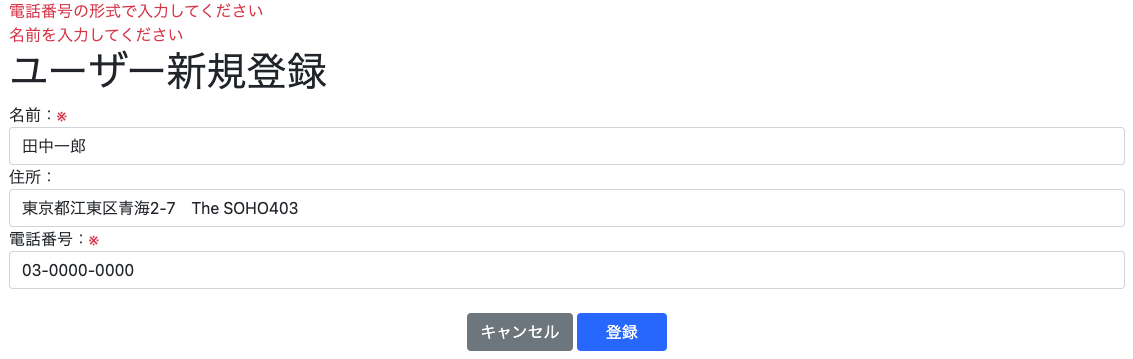 電話番号の形式で入力してください
名前を入力してください
ユーザー新規登録
名前：※
田中一郎
住所：
東京都江東区青海2-7　The SOHO403
電話番号：※
03-0000-0000
キャンセル 登録